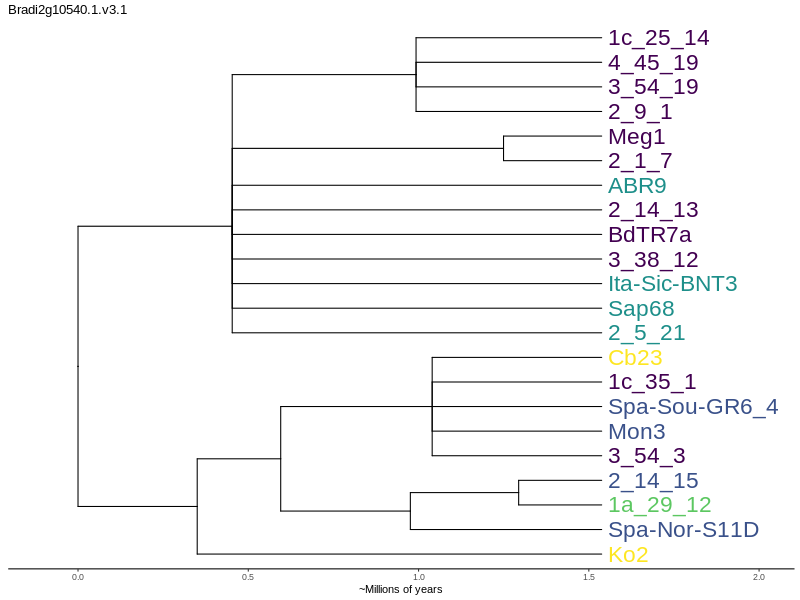 Bradi2g10540.1.v3.1
1c_25_14
4_45_19
3_54_19
2_9_1
Meg1
2_1_7
ABR9
2_14_13
BdTR7a
3_38_12
Ita-Sic-BNT3
Sap68
2_5_21
Cb23
1c_35_1
Spa-Sou-GR6_4
Mon3
3_54_3
2_14_15
1a_29_12
Spa-Nor-S11D
Ko2
0.0 0.5 1.0 1.5 2.0
~Millions of years